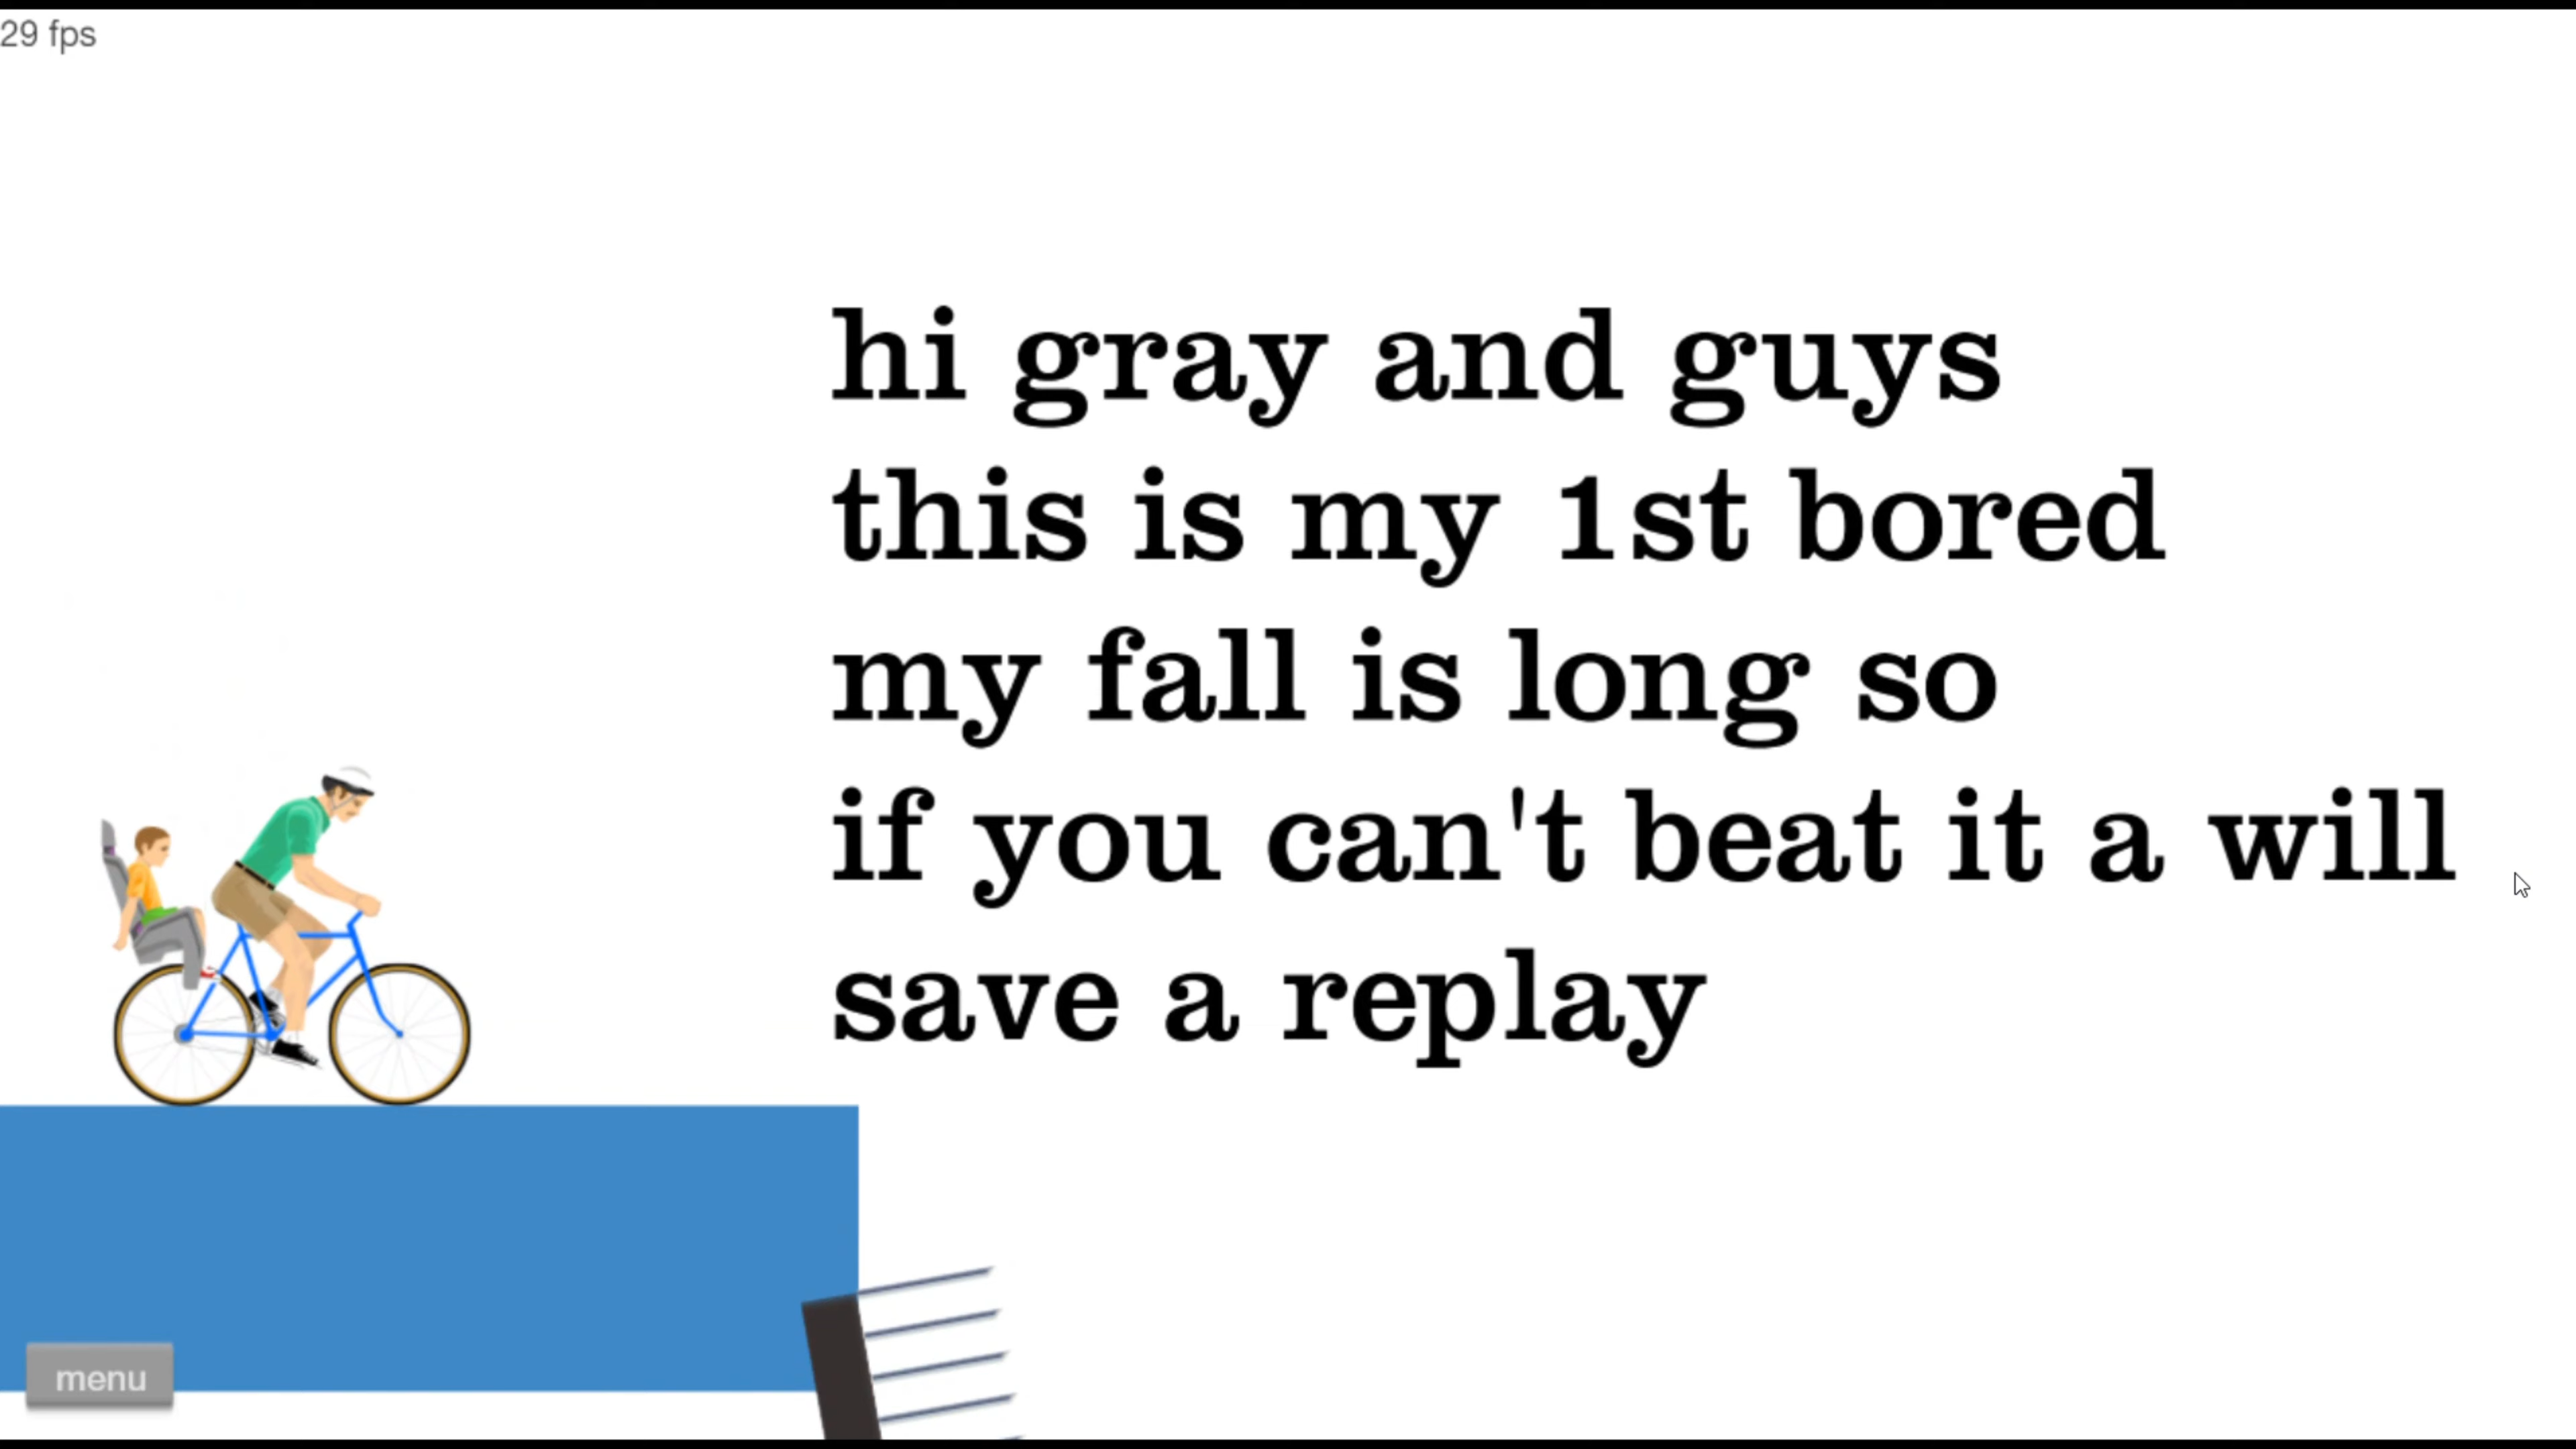 29 fps
hi gray and guys
this is my 1st bored
my fall is long so
if you can't beat it a will
save a replay
menu